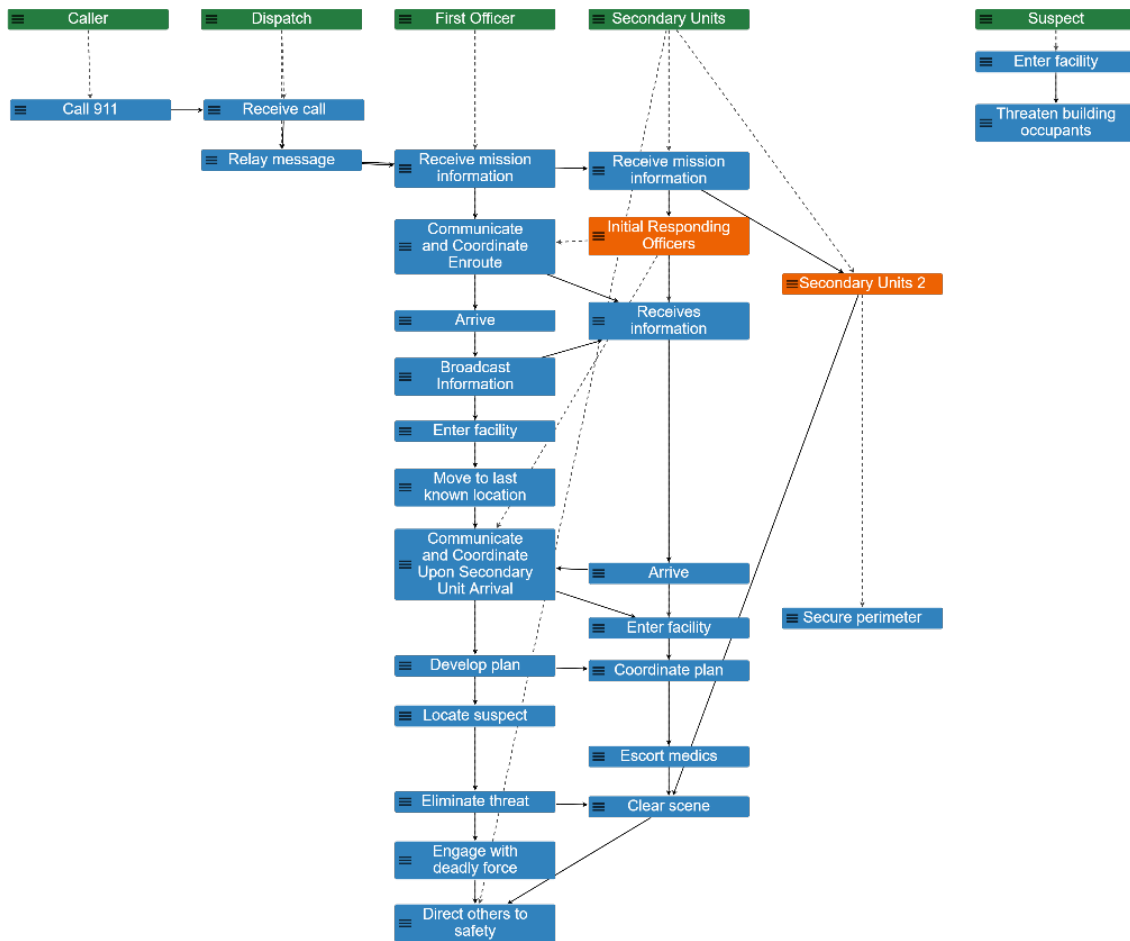 Caller
Dispatch
First Officer
Secondary Units
Suspect
Enter facility
Call 911
Receive call
Threaten building
occupants
Relay message
Receive mission
information
Receive mission
information
Communicate
and Coordinate
Enroute
Initial Responding
Officers
Secondary Units 2
Arrive
Receives
information
Broadcast
Information
Enter facility
Move to last
known location
Communicate
and Coordinate
Upon Secondary
Unit Arrival
Arrive
Enter facility
Secure perimeter
Develop plan
Coordinate plan
Locate suspect
Escort medics
Eliminate threat
Clear scene
Engage with
deadly force
Direct others to
safety